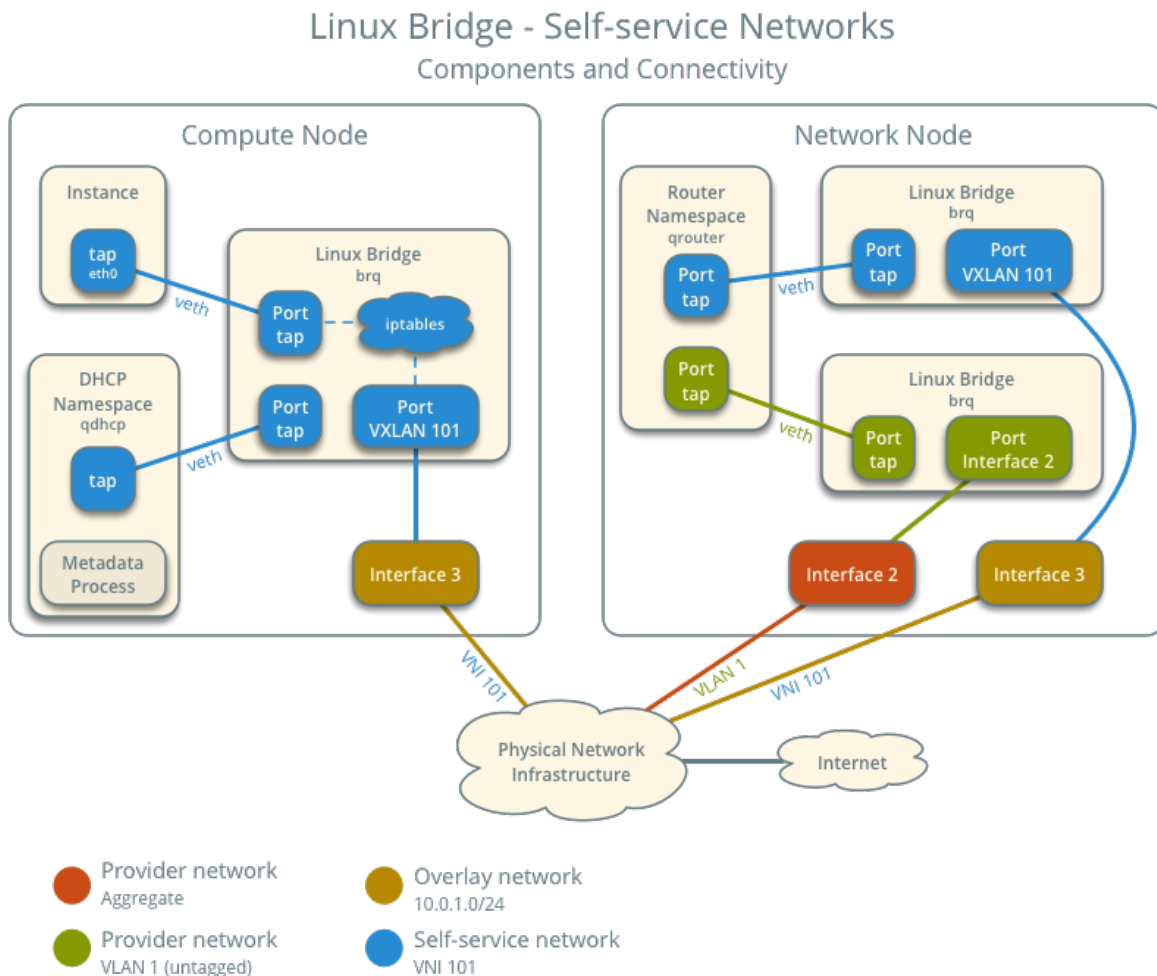 Linux Bridge - Self-service Networks
Components and Connectivity
Compute Node
Instance
tap
eth0
veth
Linux Bridge
brq
Port
tap
iptables
DHCP
Namespace
qdhcp
tap
veth
Port
tap
Port
VXLAN 101
Metadata
Process
Interface 3
Network Node
Router
Namespace
qrouter
Port
tap
veth
Linux Bridge
brq
Port
tap
Port
VXLAN 101
Port
tap
veth
Linux Bridge
brq
Port
tap
Port
Interface 2
Interface 2
Interface 3
VNI 101
VLAN 1
VNI 101
Physical Network
Infrastructure
Internet
Provider network
Aggregate
Overlay network
10.0.1.0/24
Provider network
VLAN 1 (untagged)
Self-service network
VNI 101